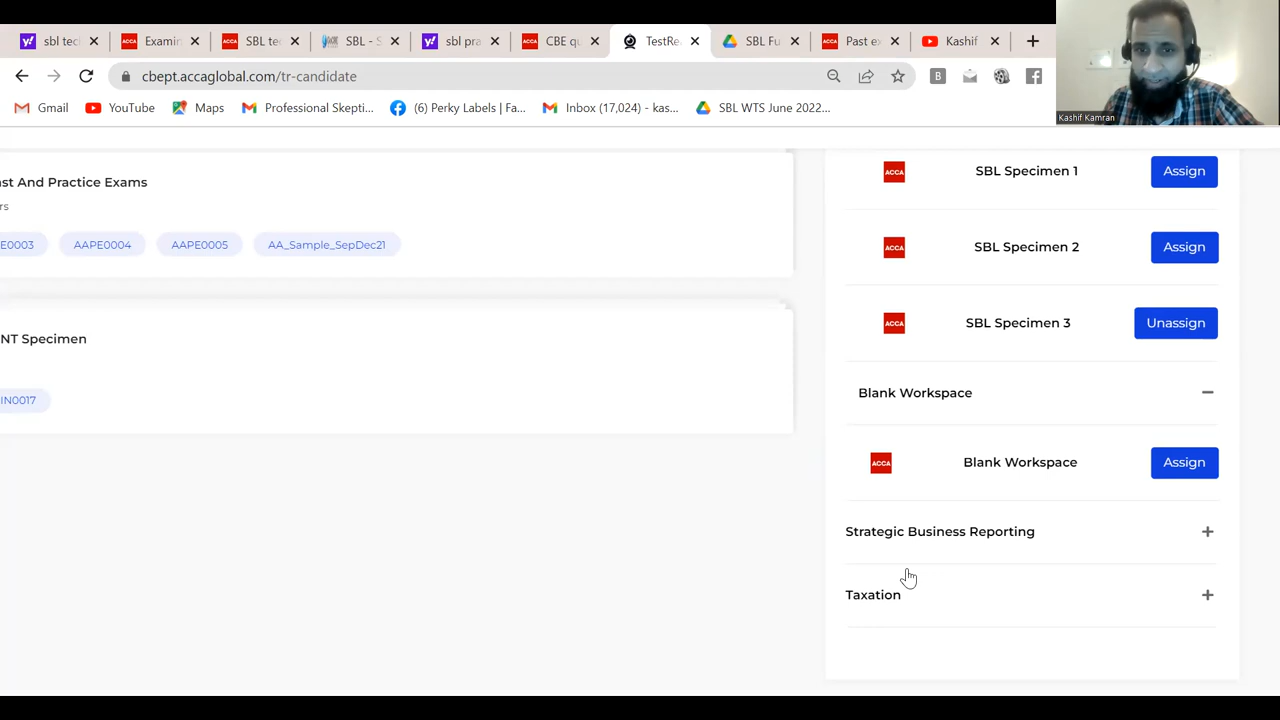 sbl tec
Examin
SBL te
SBL - S
sbl pra
CBE qu
TestRe
SBL Fu
Past ex
Kashif
cbept.accaglobal.com/tr-candidate
Gmail
YouTube
Maps
Professional Skepti...
(6) Perky Labels | Fa...
Inbox (17,024) - kas...
SBL WTS June 2022...
Kashif Kamran
ast And Practice Exams
rs
E0003
AAPE0004
AAPE0005
AA_Sample_SepDec21
NT Specimen
IN0017
ACCA SBL Specimen 1 Assign
ACCA SBL Specimen 2 Assign
ACCA SBL Specimen 3 Unassign
Blank Workspace
ACCA Blank Workspace Assign
Strategic Business Reporting
Taxation